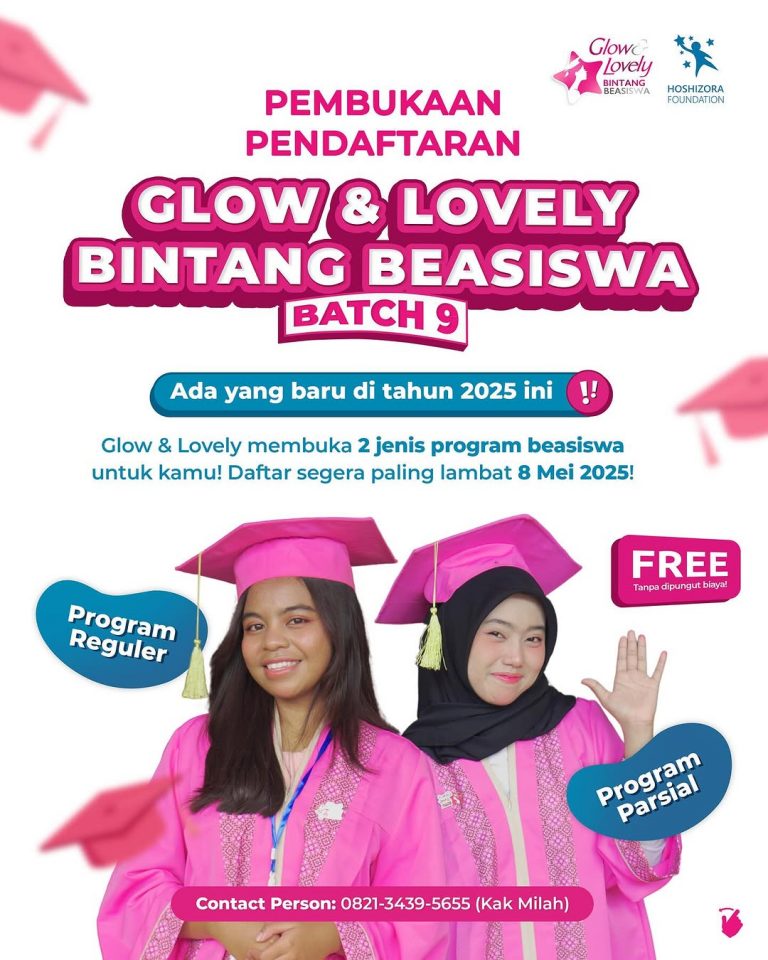 Glow & Lovely
BINTANG
BEASISWA
HOSHIZORA
FOUNDATION
PEMBUKAAN
PENDAFTARAN
GLOW & LOVELY
BINTANG BEASISWA
BATCH 9
Ada yang baru di tahun 2025 ini !!
Glow & Lovely membuka 2 jenis program beasiswa
untuk kamu! Daftar segera paling lambat 8 Mei 2025!
FREE
Tanpa dipungut biaya!
Program
Reguler
Program
Parsial
Contact Person: 0821-3439-5655 (Kak Milah)